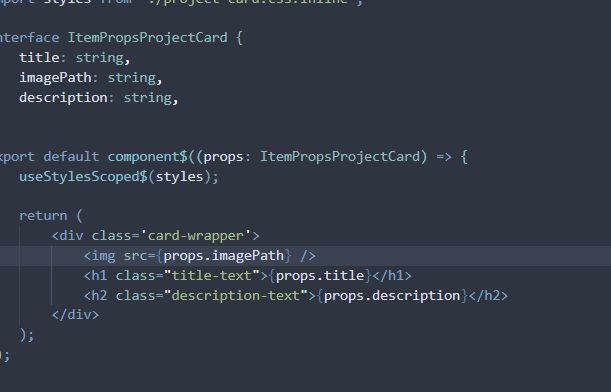 mport styles from './project-card.css?inline';
nterface ItemPropsProjectCard {
title: string,
imagePath: string,
description: string,
xport default component$((props: ItemPropsProjectCard) => {
useStylesScoped$(styles);
return (
<div class='card-wrapper'>
<img src={props.imagePath} />
<h1 class="title-text">{props.title}</h1>
<h2 class="description-text">{props.description}</h2>
</div>
);
);